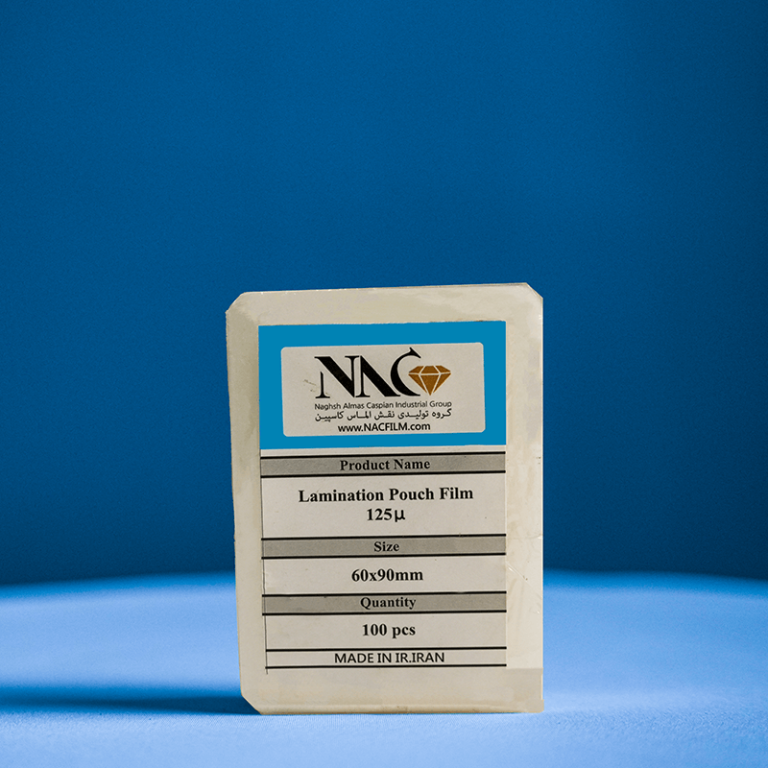 NAC
Naghsh Almas Caspian Industrial Group
گروه تولیدی نقش الماس کاسپین
www.NACFILM.com
Product Name
Lamination Pouch Film
125µ
Size
60x90mm
Quantity
100 pcs
MADE IN IR.IRAN